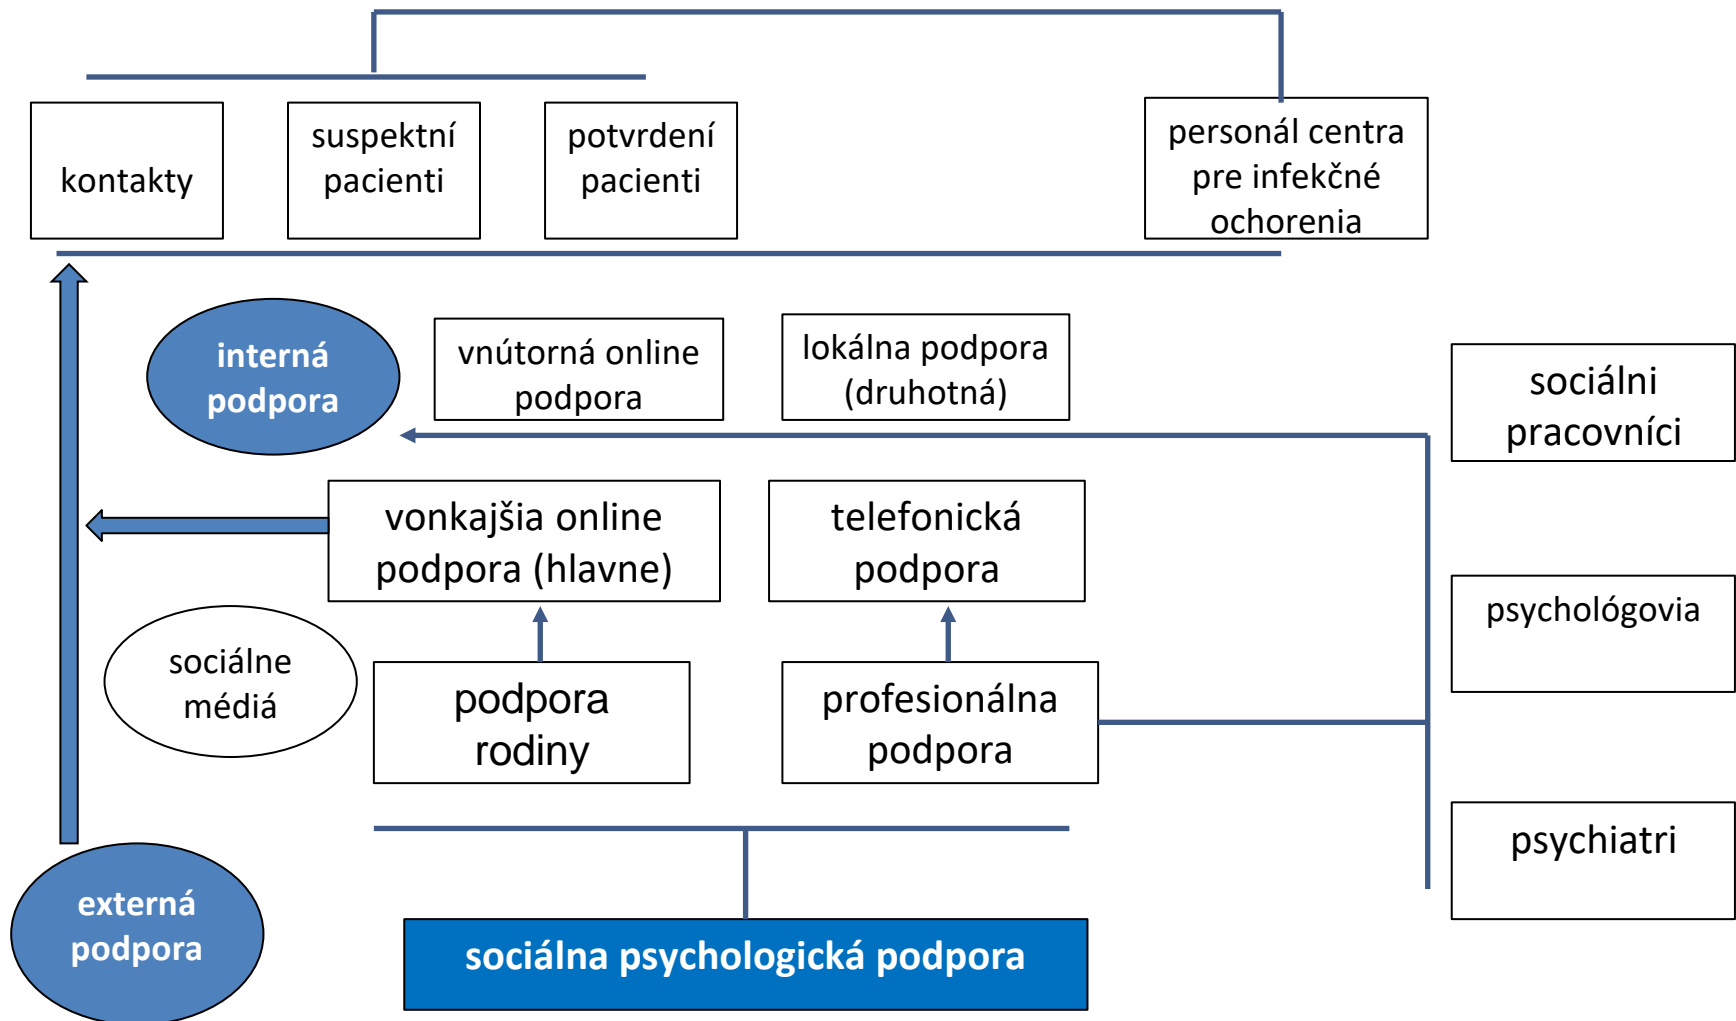 kontakty
suspektní
pacienti
potvrdení
pacienti
personál centra
pre infekčné
ochorenia
interná
podpora
vnútorná online
podpora
lokálna podpora
(druhotná)
sociálni
pracovníci
vonkajšia online
podpora (hlavne)
telefonická
podpora
psychológovia
sociálne
médiá
podpora
rodiny
profesionálna
podpora
psychiatri
externá
podpora
sociálna psychologická podpora